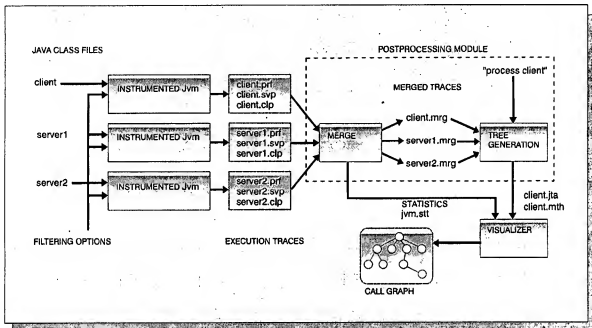 JAVA CLASS FILES
POSTPROCESSING MODULE
client
INSTRUMENTED Jvm
client.prf
client.svp
client.clp
MERGED TRACES
"process client"
server1
INSTRUMENTED Jvm
server1.prf
server1.svp
server1.clp
MERGE
client.mrg
server1.mrg
server2.mrg
TREE
GENERATION
server2
INSTRUMENTED Jvm
server2.prf
server2.svp
server2.clp
STATISTICS
jvm.stt
client.jta
client.mth
FILTERING OPTIONS
EXECUTION TRACES
VISUALIZER
CALL GRAPH